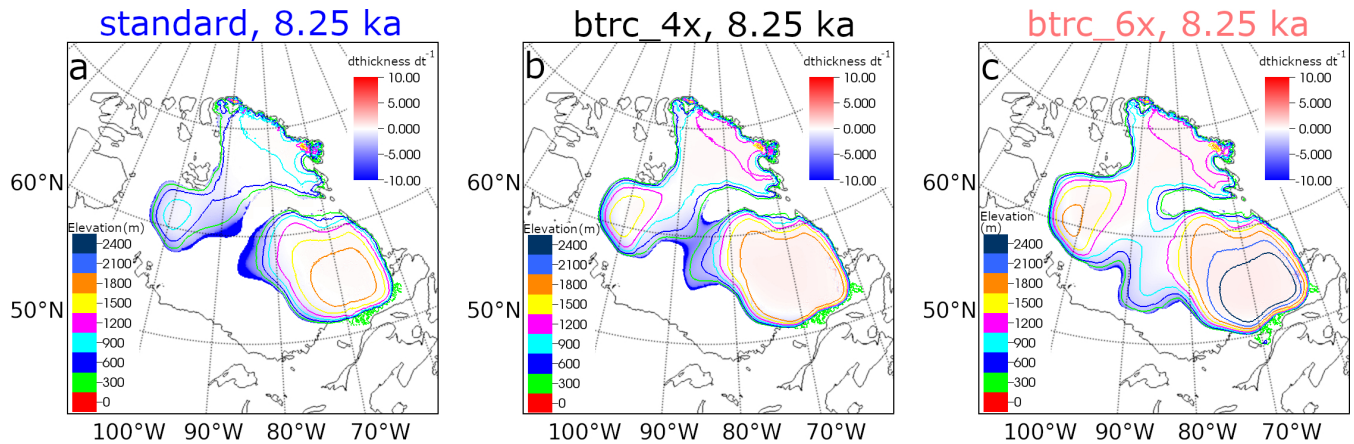 standard, 8.25 ka
btrc_4x, 8.25 ka
btrc_6x, 8.25 ka
a
dthickness dt⁻¹
10.00
5.000
0.000
-5.000
-10.00
60°N
50°N
Elevation(m)
2400
2100
1800
1500
1200
900
600
300
0
100°W 90°W 80°W 70°W
b
dthickness dt⁻¹
10.00
5.000
0.000
-5.000
-10.00
60°N
50°N
Elevation(m)
2400
2100
1800
1500
1200
900
600
300
0
100°W 90°W 80°W 70°W
c
dthickness dt⁻¹
10.00
5.000
0.000
-5.000
-10.00
60°N
50°N
Elevation
(m)
2400
2100
1800
1500
1200
900
600
300
0
100°W 90°W 80°W 70°W